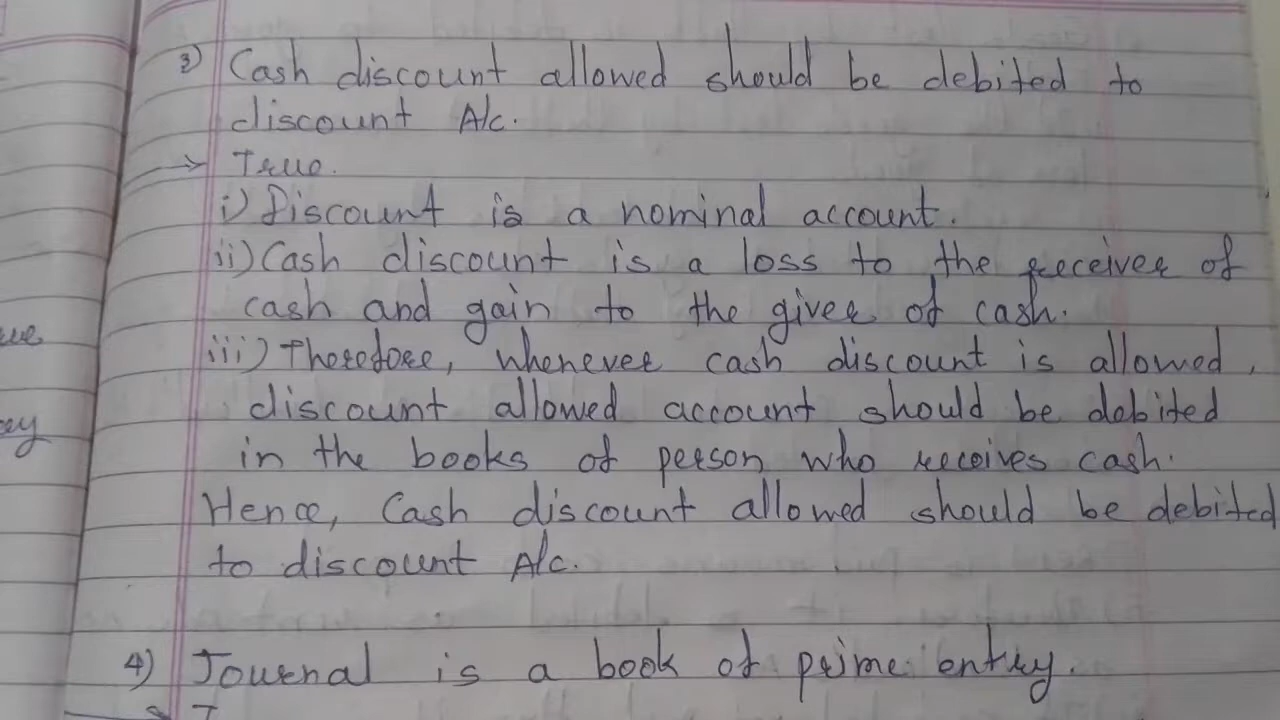 3) Cash discount allowed should be debited to
discount A/c.
→ True.
i) Discount is a nominal account.
ii) Cash discount is a loss to the receiver of
cash and gain to the giver of cash.
iii) Therefore, whenever cash discount is allowed,
discount allowed account should be debited
in the books of person who receives cash.
Hence, Cash discount allowed should be debited
to discount A/c.
4) Journal is a book of prime entry.